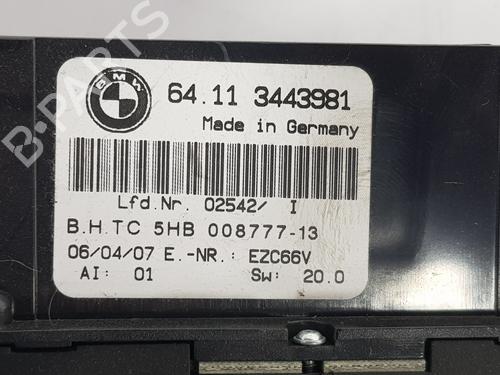 BMW
64.11 3443981
Made in Germany
Lfd.Nr. 02542/ I
B.H.TC 5HB 008777-13
06/04/07 E.-NR.: EZC66V
AI: 01 SW: 20.0
B-PARTS